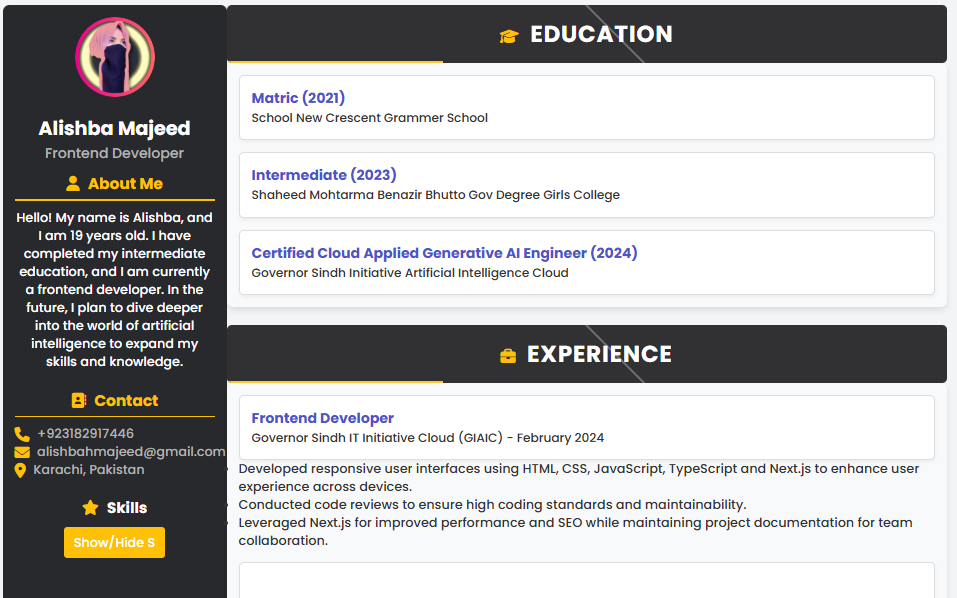 Alishba Majeed
Frontend Developer
About Me
Hello! My name is Alishba, and
I am 19 years old. I have
completed my intermediate
education, and I am currently
a frontend developer. In the
future, I plan to dive deeper
into the world of artificial
intelligence to expand my
skills and knowledge.
Contact
+923182917446
alishbahmajeed@gmail.com
Karachi, Pakistan
Skills
Show/Hide S
EDUCATION
Matric (2021)
School New Crescent Grammer School
Intermediate (2023)
Shaheed Mohtarma Benazir Bhutto Gov Degree Girls College
Certified Cloud Applied Generative AI Engineer (2024)
Governor Sindh Initiative Artificial Intelligence Cloud
EXPERIENCE
Frontend Developer
Governor Sindh IT Initiative Cloud (GIAIC) - February 2024
Developed responsive user interfaces using HTML, CSS, JavaScript, TypeScript and Next.js to enhance user
experience across devices.
Conducted code reviews to ensure high coding standards and maintainability.
Leveraged Next.js for improved performance and SEO while maintaining project documentation for team
collaboration.